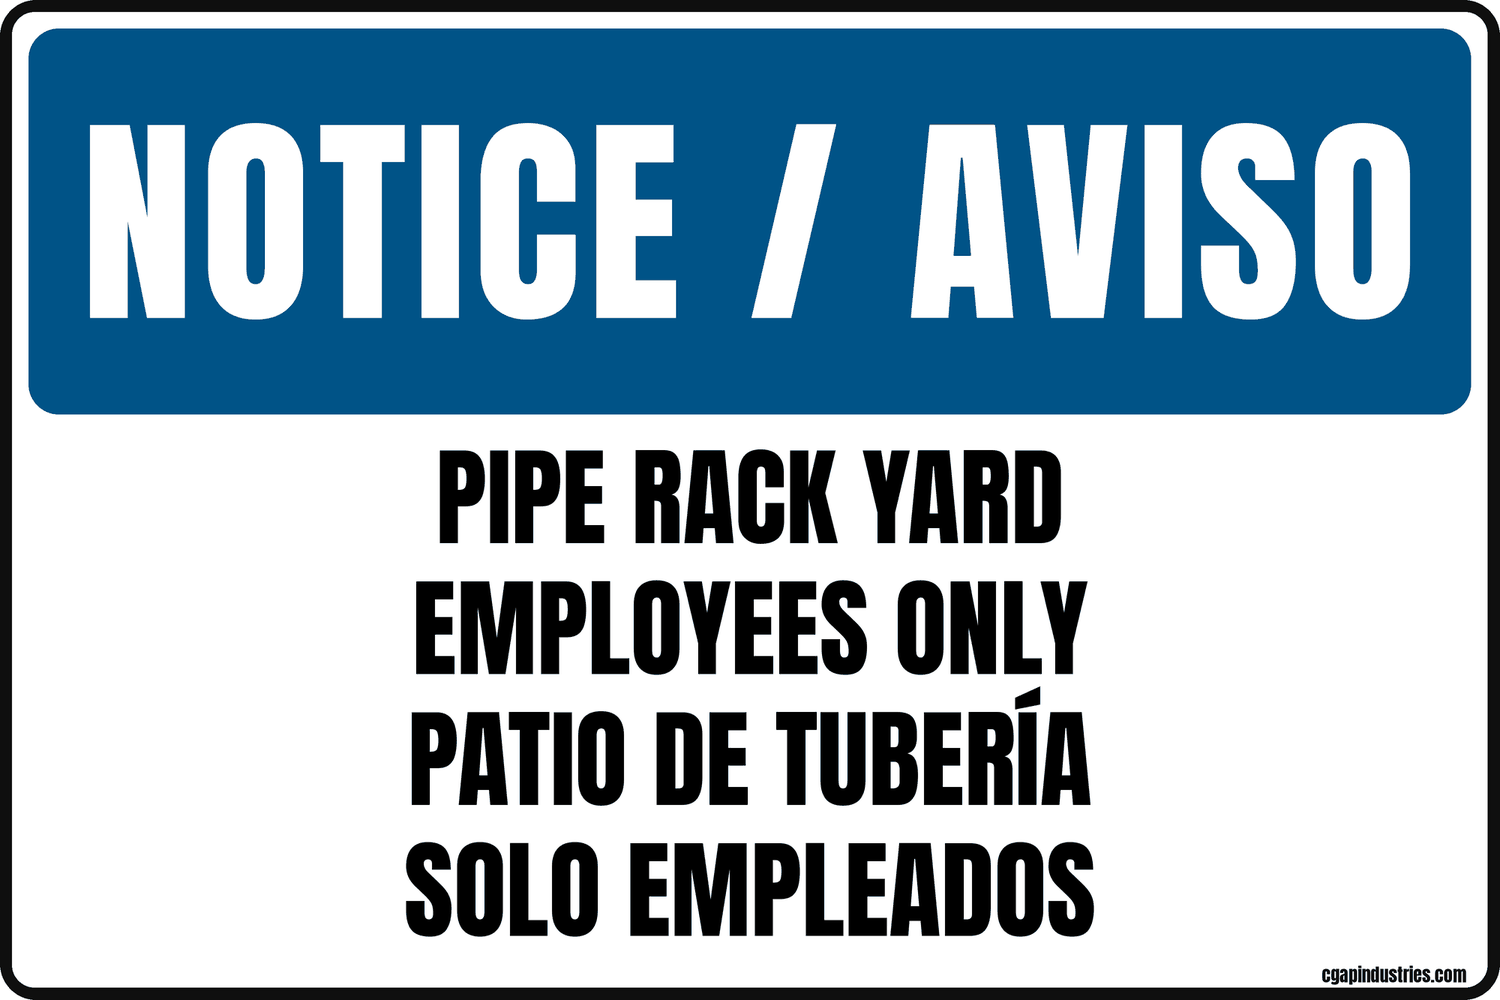 NOTICE / AVISO
PIPE RACK YARD
EMPLOYEES ONLY
PATIO DE TUBERÍA
SOLO EMPLEADOS
cgapindustries.com